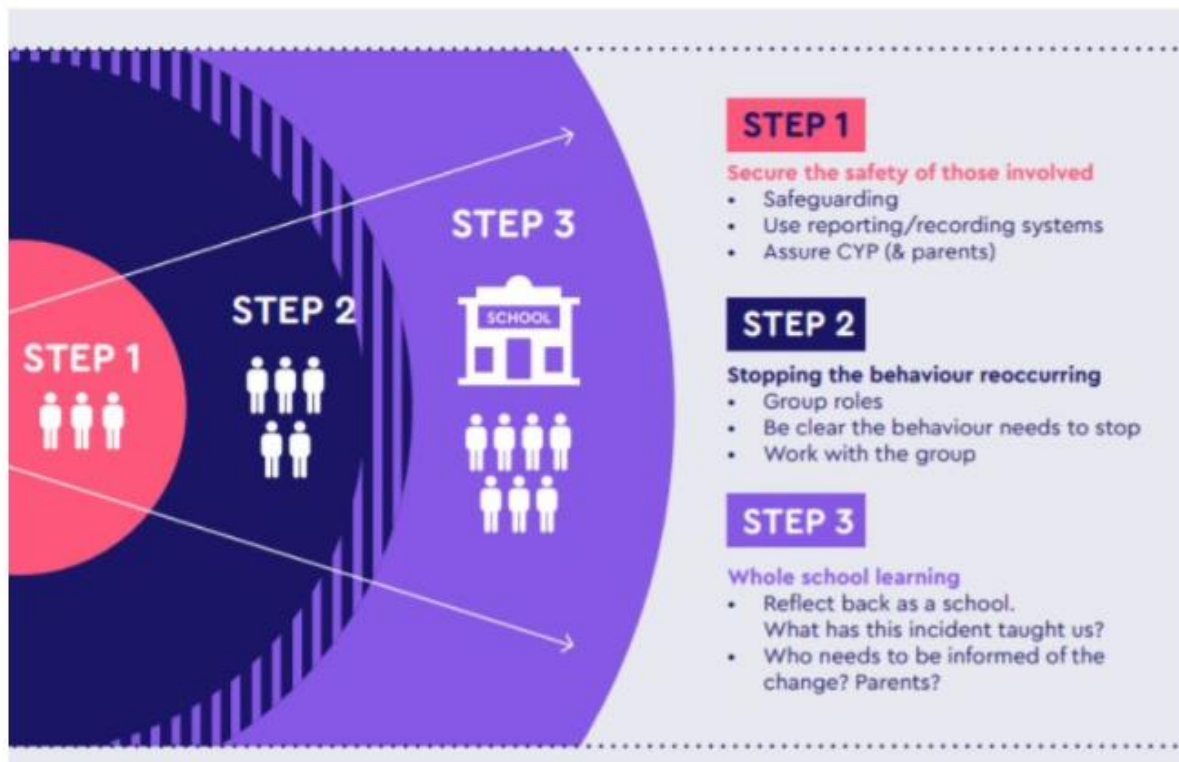 STEP 1
STEP 2
STEP 3
SCHOOL
STEP 1
Secure the safety of those involved
• Safeguarding
• Use reporting/recording systems
• Assure CYP (& parents)
STEP 2
Stopping the behaviour reoccurring
• Group roles
• Be clear the behaviour needs to stop
• Work with the group
STEP 3
Whole school learning
• Reflect back as a school.
What has this incident taught us?
• Who needs to be informed of the
change? Parents?